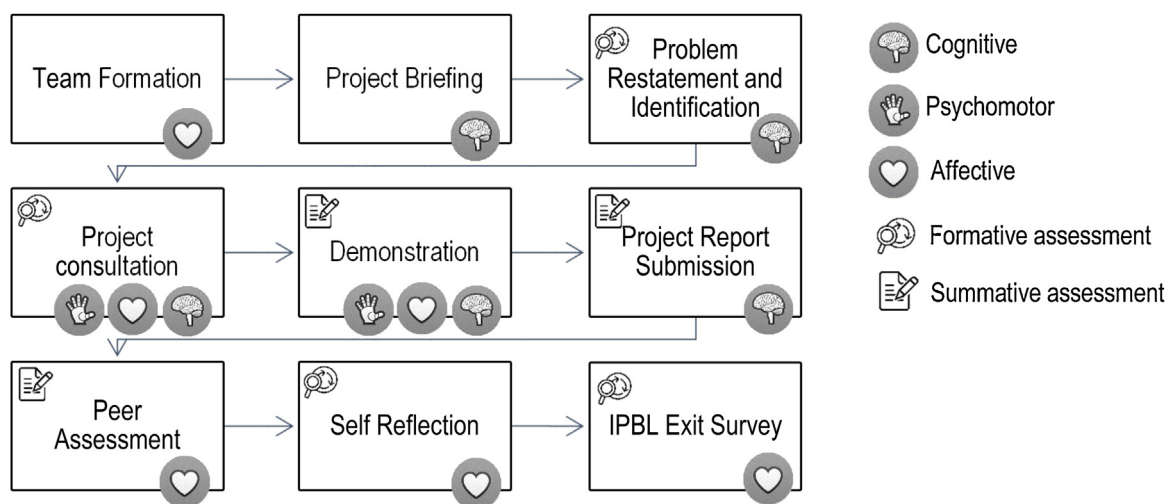 Team Formation
Project Briefing
Problem
Restatement and
Identification
Project
consultation
Demonstration
Project Report
Submission
Peer
Assessment
Self Reflection
IPBL Exit Survey
Cognitive
Psychomotor
Affective
Formative assessment
Summative assessment